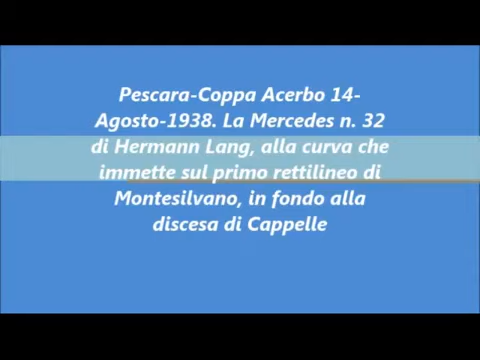 Pescara-Coppa Acerbo 14-
Agosto-1938. La Mercedes n. 32
di Hermann Lang, alla curva che
immette sul primo rettilineo di
Montesilvano, in fondo alla
discesa di Cappelle